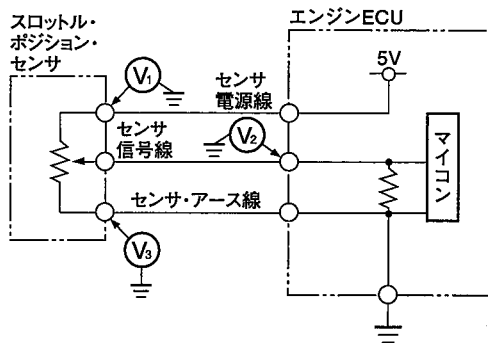 スロットル・
ポジション・
センサ
エンジンECU
V1
センサ
電源線
5V
センサ
信号線
V2
マイコン
センサ・アース線
V3